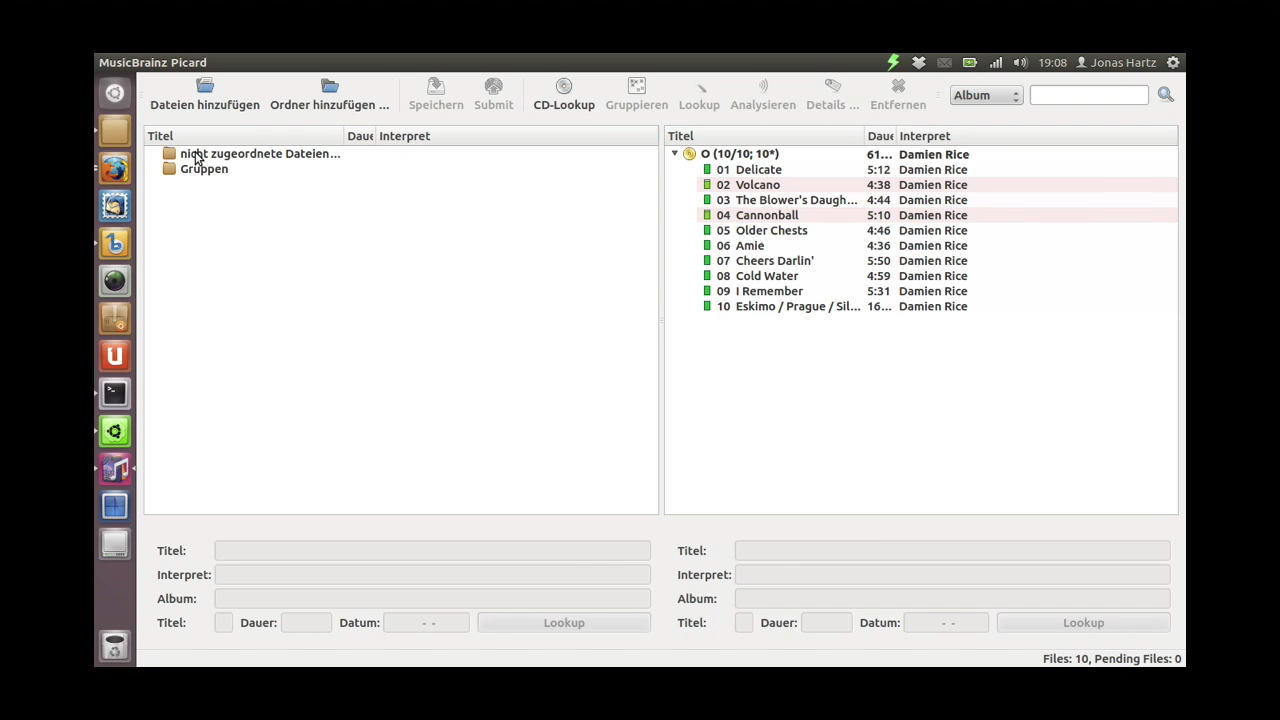 MusicBrainz Picard 19:08 Jonas Hartz
Dateien hinzufügen Ordner hinzufügen ... Speichern Submit CD-Lookup Gruppieren Lookup Analysieren Details ... Entfernen Album
Titel Daue Interpret
nicht zugeordnete Dateien...
Gruppen
Titel Daue Interpret
O (10/10; 10*) 61... Damien Rice
01 Delicate 5:12 Damien Rice
02 Volcano 4:38 Damien Rice
03 The Blower's Daugh... 4:44 Damien Rice
04 Cannonball 5:10 Damien Rice
05 Older Chests 4:46 Damien Rice
06 Amie 4:36 Damien Rice
07 Cheers Darlin' 5:50 Damien Rice
08 Cold Water 4:59 Damien Rice
09 I Remember 5:31 Damien Rice
10 Eskimo / Prague / Sil... 16... Damien Rice
Titel:
Interpret:
Album:
Titel: Dauer: Datum: - - Lookup
Titel:
Interpret:
Album:
Titel: Dauer: Datum: - - Lookup
Files: 10, Pending Files: 0